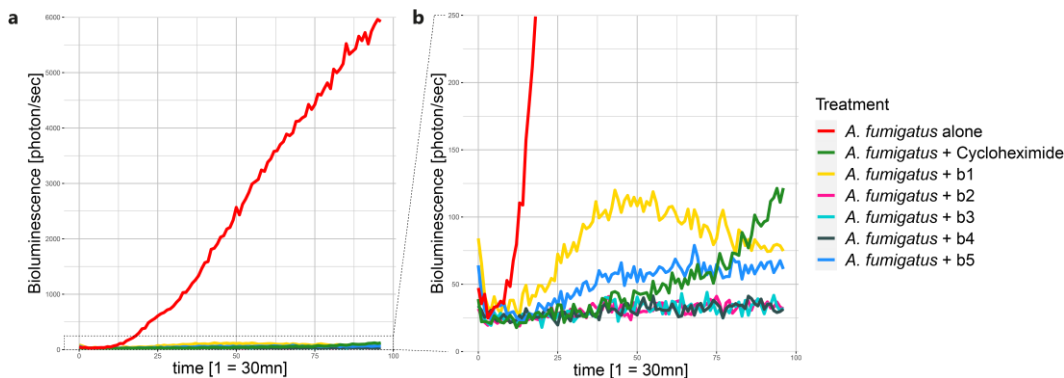 a
Bioluminescence [photon/sec]
6000
5000
4000
3000
2000
1000
0
0
25
50
75
100
time [1 = 30mn]
b
Bioluminescence [photon/sec]
250
200
150
100
50
0
0
25
50
75
100
time [1 = 30mn]
Treatment
A. fumigatus alone
A. fumigatus + Cycloheximide
A. fumigatus + b1
A. fumigatus + b2
A. fumigatus + b3
A. fumigatus + b4
A. fumigatus + b5